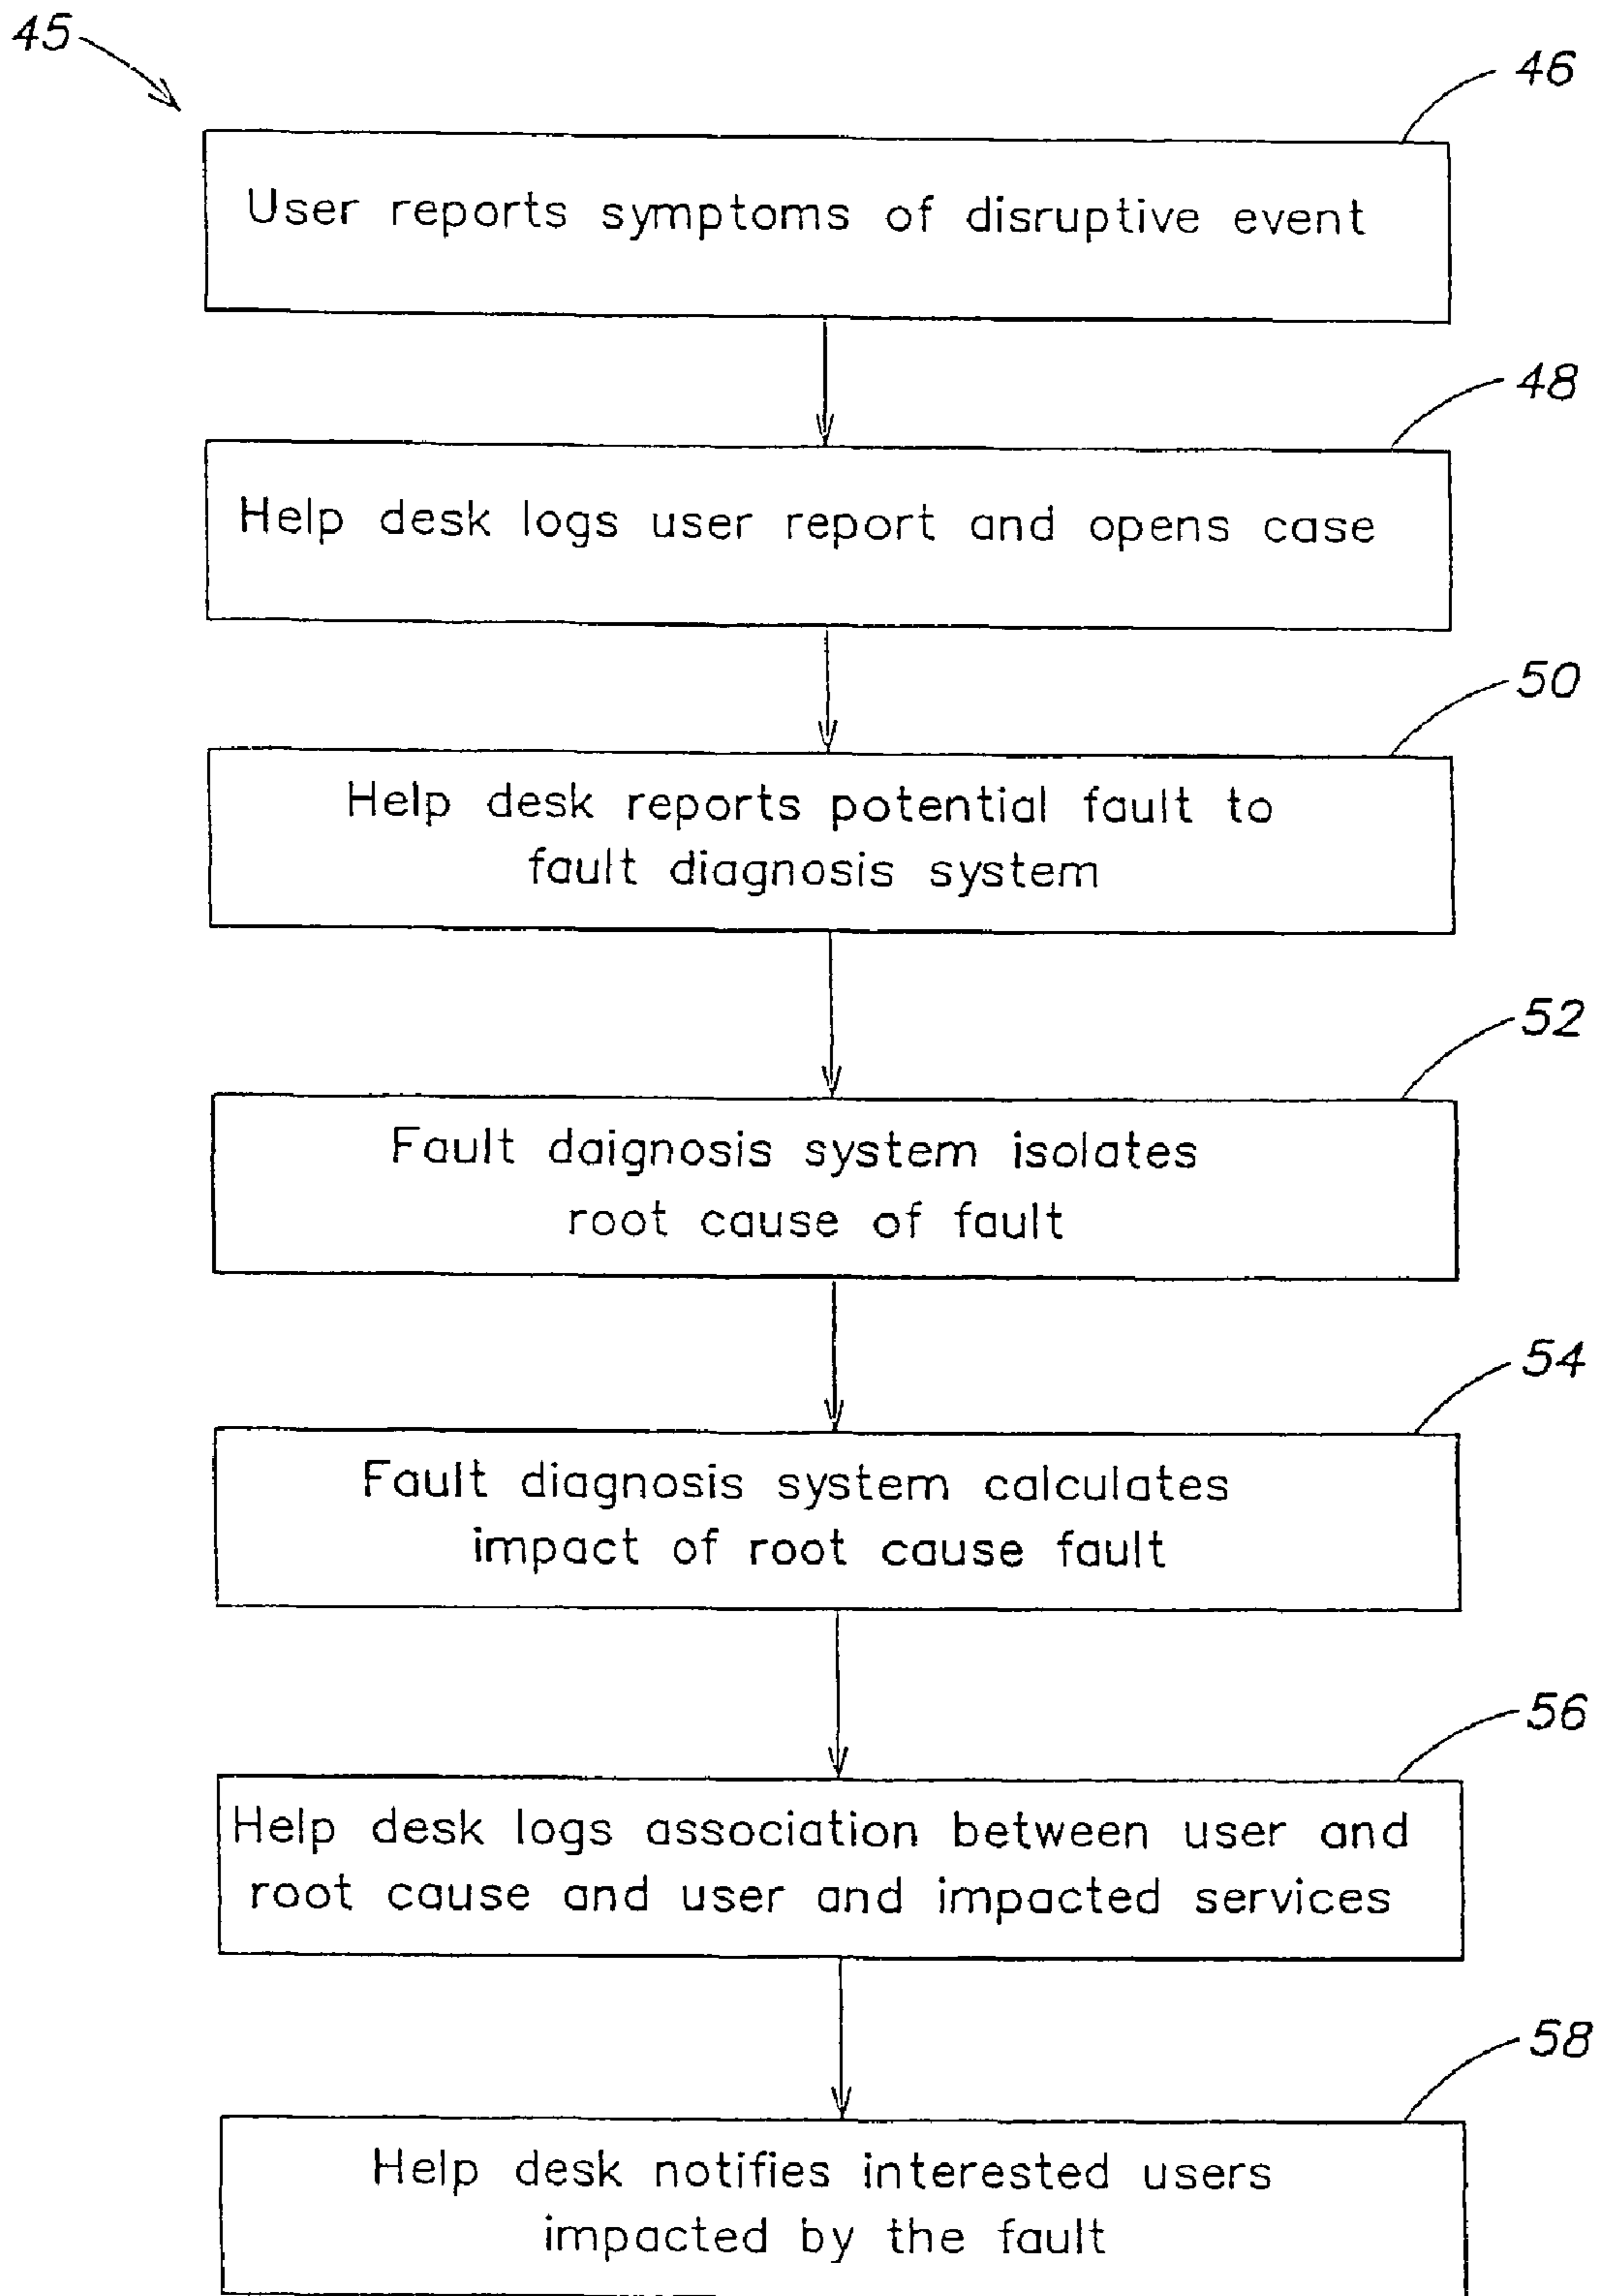 45
46
User reports symptoms of disruptive event
48
Help desk logs user report and opens case
50
Help desk reports potential fault to
fault diagnosis system
52
Fault daignosis system isolates
root cause of fault
54
Fault diagnosis system calculates
impact of root cause fault
56
Help desk logs association between user and
root cause and user and impacted services
58
Help desk notifies interested users
impacted by the fault